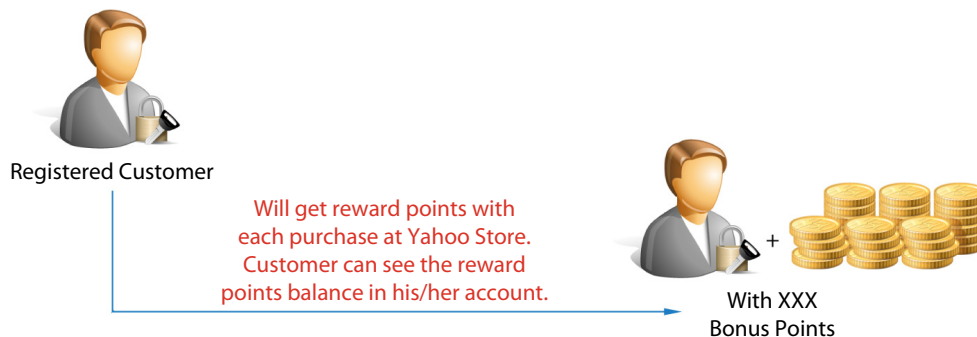 Registered Customer
Will get reward points with
each purchase at Yahoo Store.
Customer can see the reward
points balance in his/her account.
+
With XXX
Bonus Points